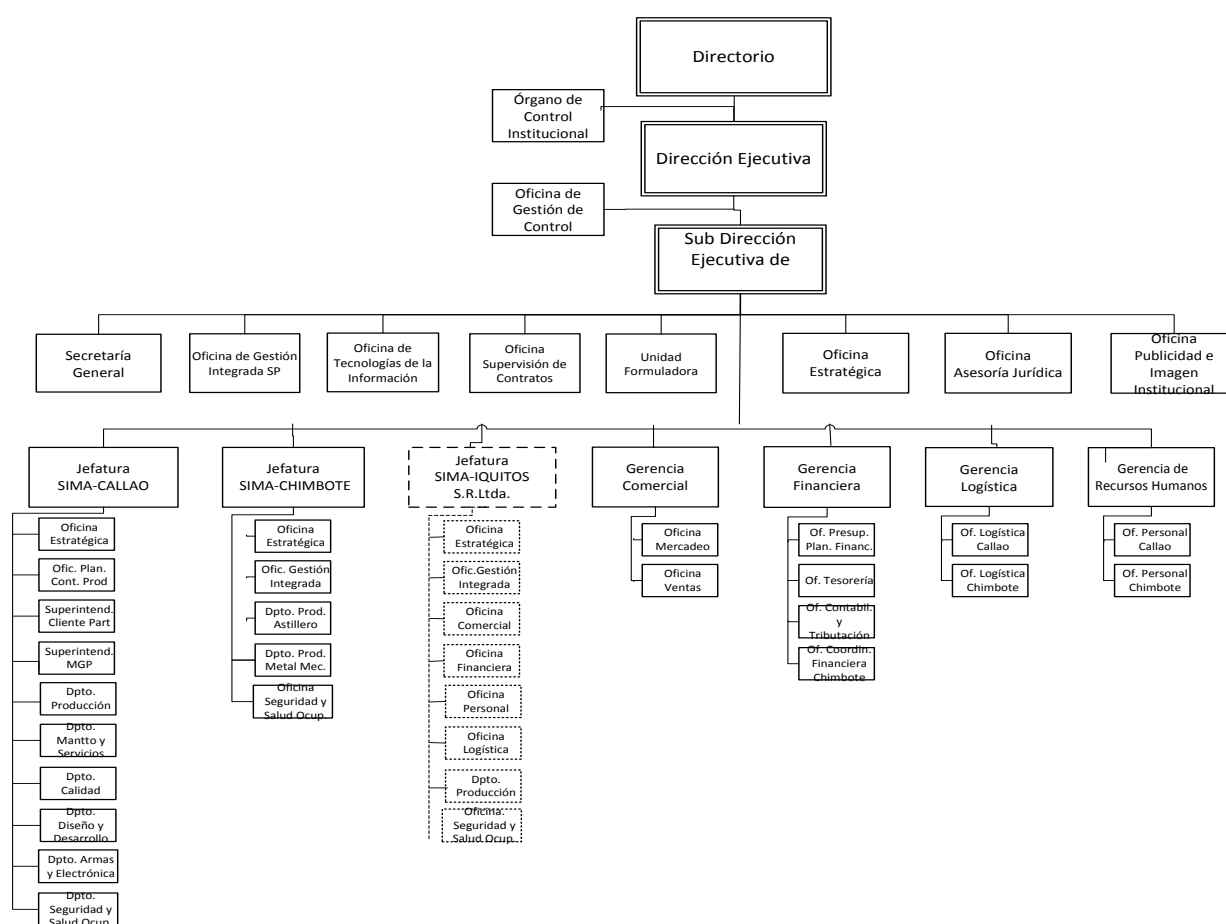 Directorio
Órgano de
Control
Institucional
Dirección Ejecutiva
Oficina de
Gestión de
Control
Sub Dirección
Ejecutiva de
Secretaría
General
Oficina de Gestión
Integrada SP
Oficina de
Tecnologías de la
Información
Oficina
Supervisión de
Contratos
Unidad
Formuladora
Oficina
Estratégica
Oficina
Asesoría Jurídica
Oficina
Publicidad e
Imagen
Institucional
Jefatura
SIMA-CALLAO
Jefatura
SIMA-CHIMBOTE
Jefatura
SIMA-IQUITOS
S.R.Ltda.
Gerencia
Comercial
Gerencia
Financiera
Gerencia
Logística
Gerencia de
Recursos Humanos
Oficina
Estratégica
Ofic. Plan.
Cont. Prod
Superintend.
Cliente Part
Superintend.
MGP
Dpto.
Producción
Dpto.
Mantto y
Servicios
Dpto.
Calidad
Dpto.
Diseño y
Desarrollo
Dpto. Armas
y Electrónica
Dpto.
Seguridad y
Salud Ocup.
Oficina
Estratégica
Ofic. Gestión
Integrada
Dpto. Prod.
Astillero
Dpto. Prod.
Metal Mec.
Oficina
Seguridad y
Salud Ocup.
Oficina
Estratégica
Ofic.Gestión
Integrada
Oficina
Comercial
Oficina
Financiera
Oficina
Personal
Oficina
Logística
Dpto.
Producción
Oficina.
Seguridad y
Salud Ocup.
Oficina
Mercadeo
Oficina
Ventas
Of. Presup.
Plan. Financ.
Of. Tesorería
Of. Contabil.
y
Tributación
Of. Coordin.
Financiera
Chimbote
Of. Logística
Callao
Of. Logística
Chimbote
Of. Personal
Callao
Of. Personal
Chimbote